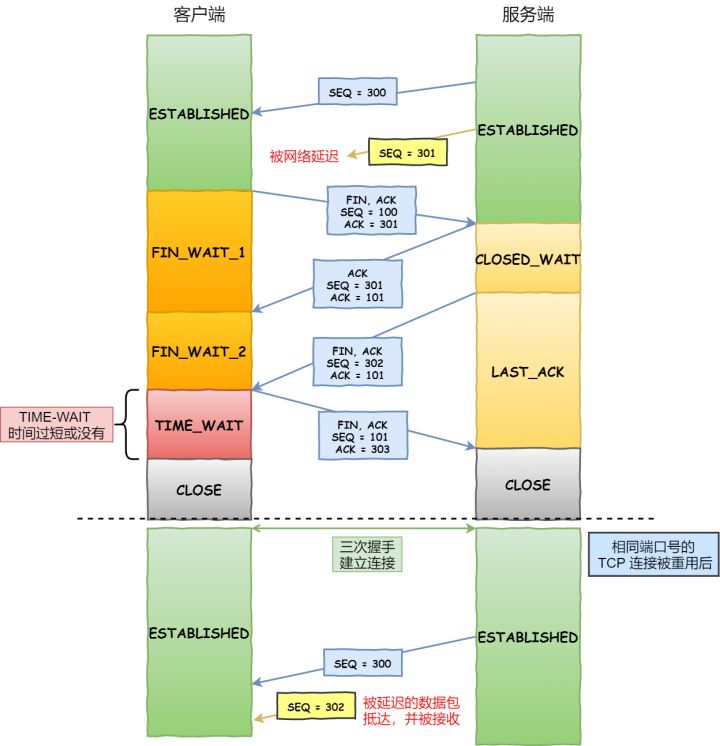 客户端
服务端
SEQ = 300
ESTABLISHED
ESTABLISHED
被网络延迟
SEQ = 301
FIN, ACK
SEQ = 100
ACK = 301
FIN_WAIT_1
CLOSED_WAIT
ACK
SEQ = 301
ACK = 101
FIN_WAIT_2
FIN, ACK
SEQ = 302
ACK = 101
LAST_ACK
TIME-WAIT
时间过短或没有
TIME_WAIT
FIN, ACK
SEQ = 101
ACK = 303
CLOSE
CLOSE
三次握手
建立连接
相同端口号的
TCP 连接被重用后
ESTABLISHED
ESTABLISHED
SEQ = 300
SEQ = 302
被延迟的数据包
抵达，并被接收